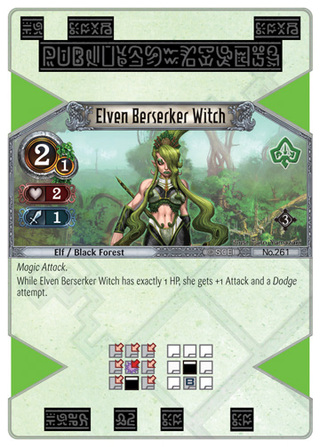 Elven Berserker Witch
2
1
2
1
3
Elf / Black Forest
SCE
No.261
Magic Attack.
While Elven Berserker Witch has exactly 1 HP, she gets +1 Attack and a Dodge
attempt.
B